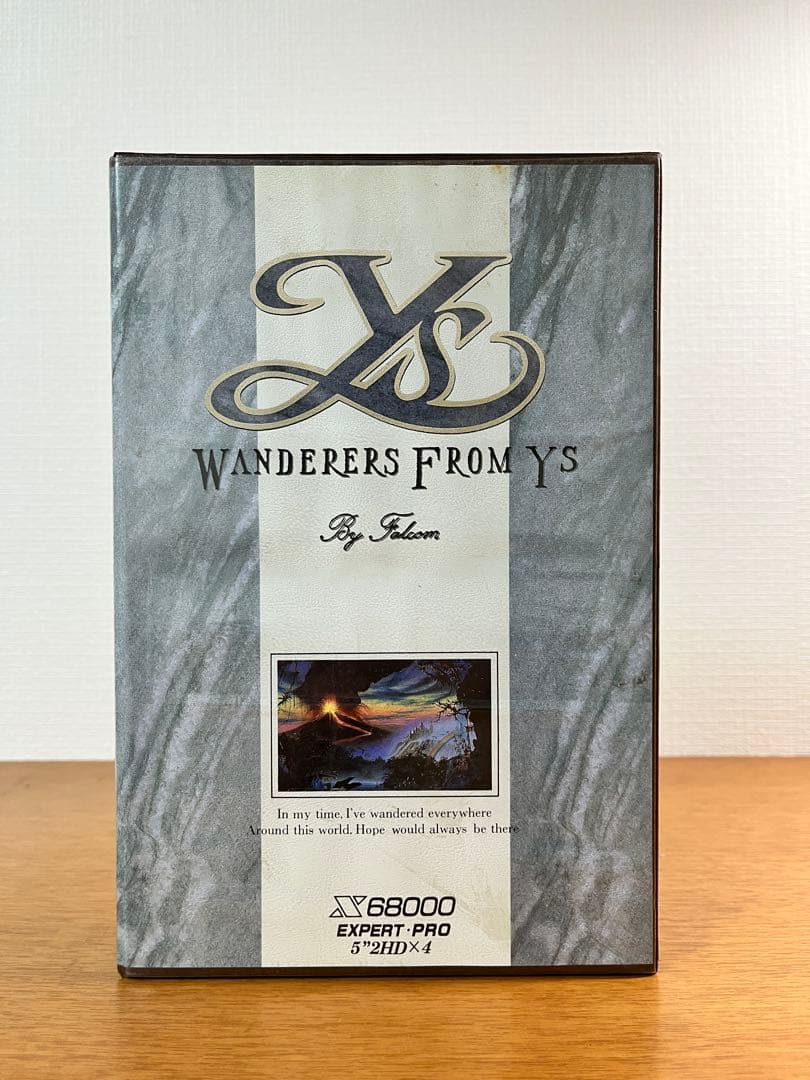 Ys
WANDERERS FROM YS
By Falcom
In my time, I've wandered everywhere
Around this world, Hope would always be there
X68000
EXPERT・PRO
5"2HD×4